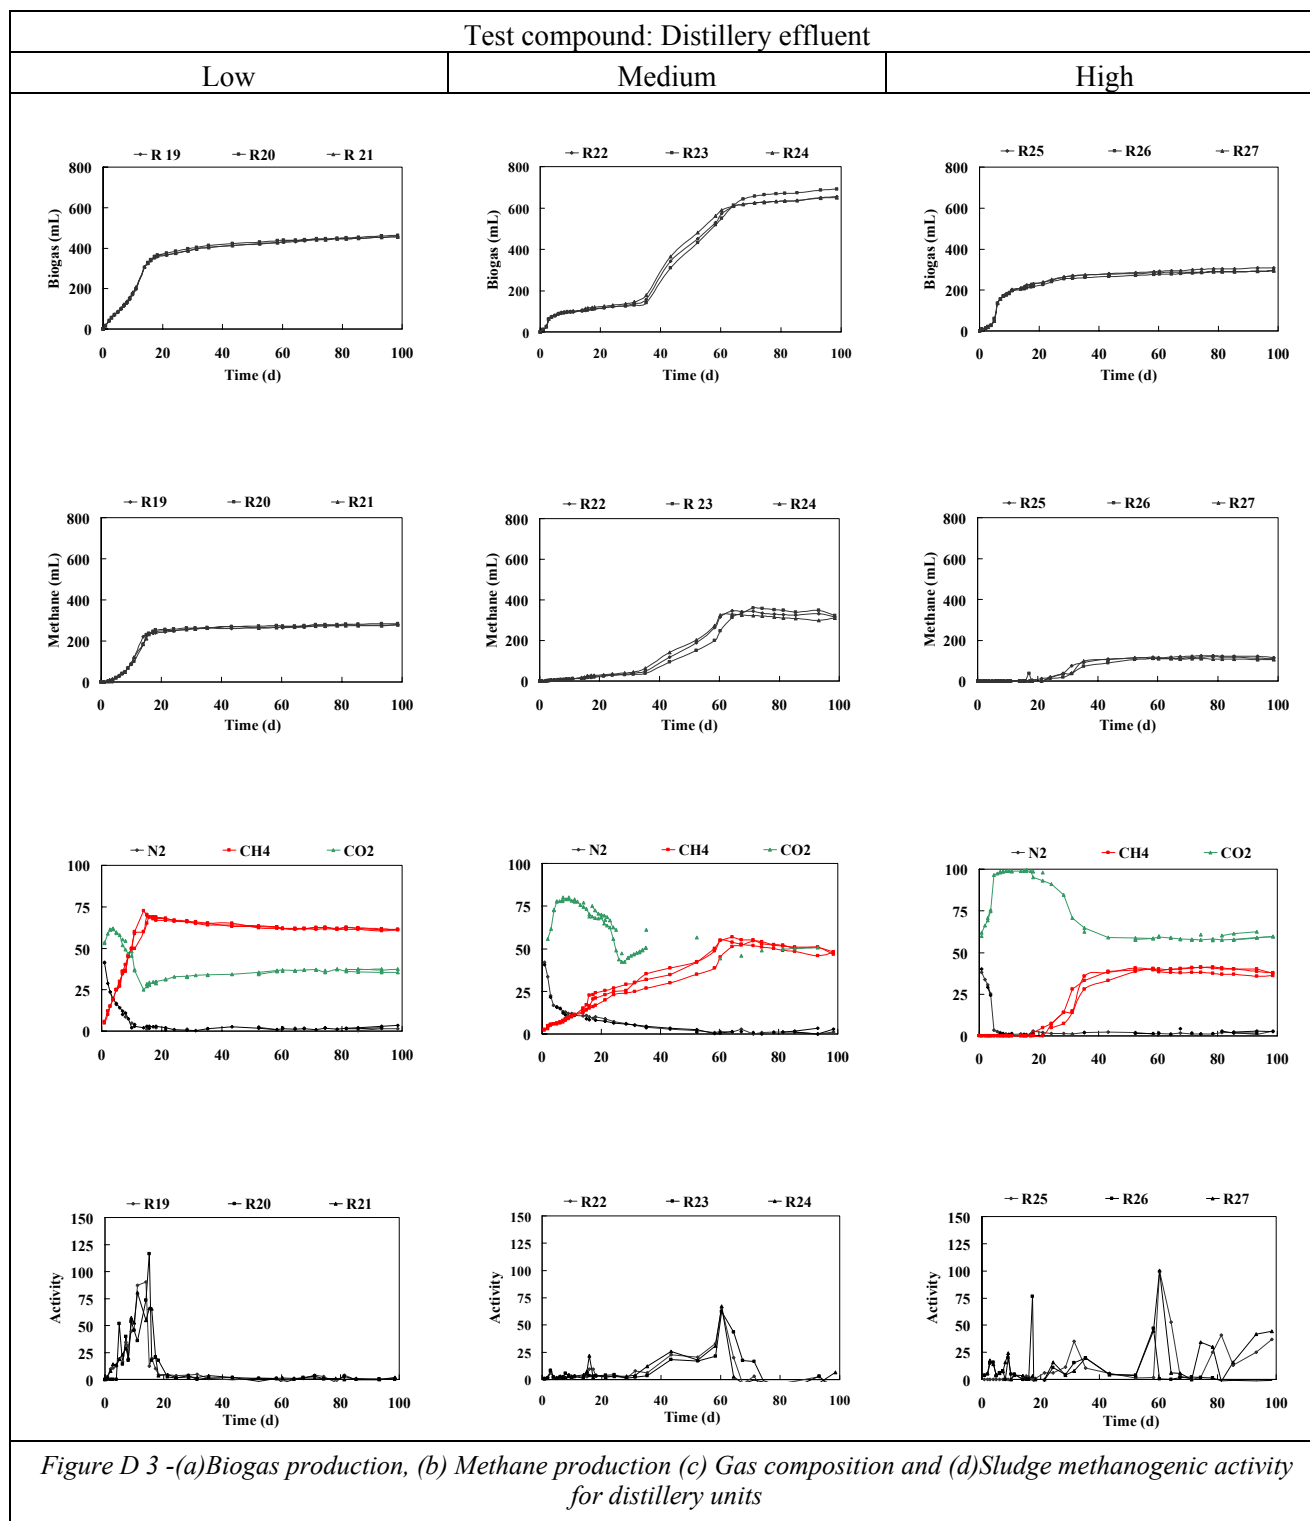 Test compound: Distillery effluent
Low Medium High
R 19 R20 R 21
800
600
400
200
0
Biogas (mL)
0 20 40 60 80 100
Time (d)
R22 R23 R24
800
600
400
200
0
Biogas (mL)
0 20 40 60 80 100
Time (d)
R25 R26 R27
800
600
400
200
0
Biogas (mL)
0 20 40 60 80 100
Time (d)
R19 R20 R21
800
600
400
200
0
Methane (mL)
0 20 40 60 80 100
Time (d)
R22 R 23 R24
800
600
400
200
0
Methane (mL)
0 20 40 60 80 100
Time (d)
R25 R26 R27
800
600
400
200
0
Methane (mL)
0 20 40 60 80 100
Time (d)
N2 CH4 CO2
100
75
50
25
0
0 20 40 60 80 100
N2 CH4 CO2
100
75
50
25
0
0 20 40 60 80 100
N2 CH4 CO2
100
75
50
25
0
0 20 40 60 80 100
R19 R20 R21
150
125
100
75
50
25
0
Activity
0 20 40 60 80 100
Time (d)
R22 R23 R24
150
125
100
75
50
25
0
Activity
0 20 40 60 80 100
Time (d)
R25 R26 R27
150
125
100
75
50
25
0
Activity
0 20 40 60 80 100
Time (d)
Figure D 3 -(a)Biogas production, (b) Methane production (c) Gas composition and (d)Sludge methanogenic activity
for distillery units